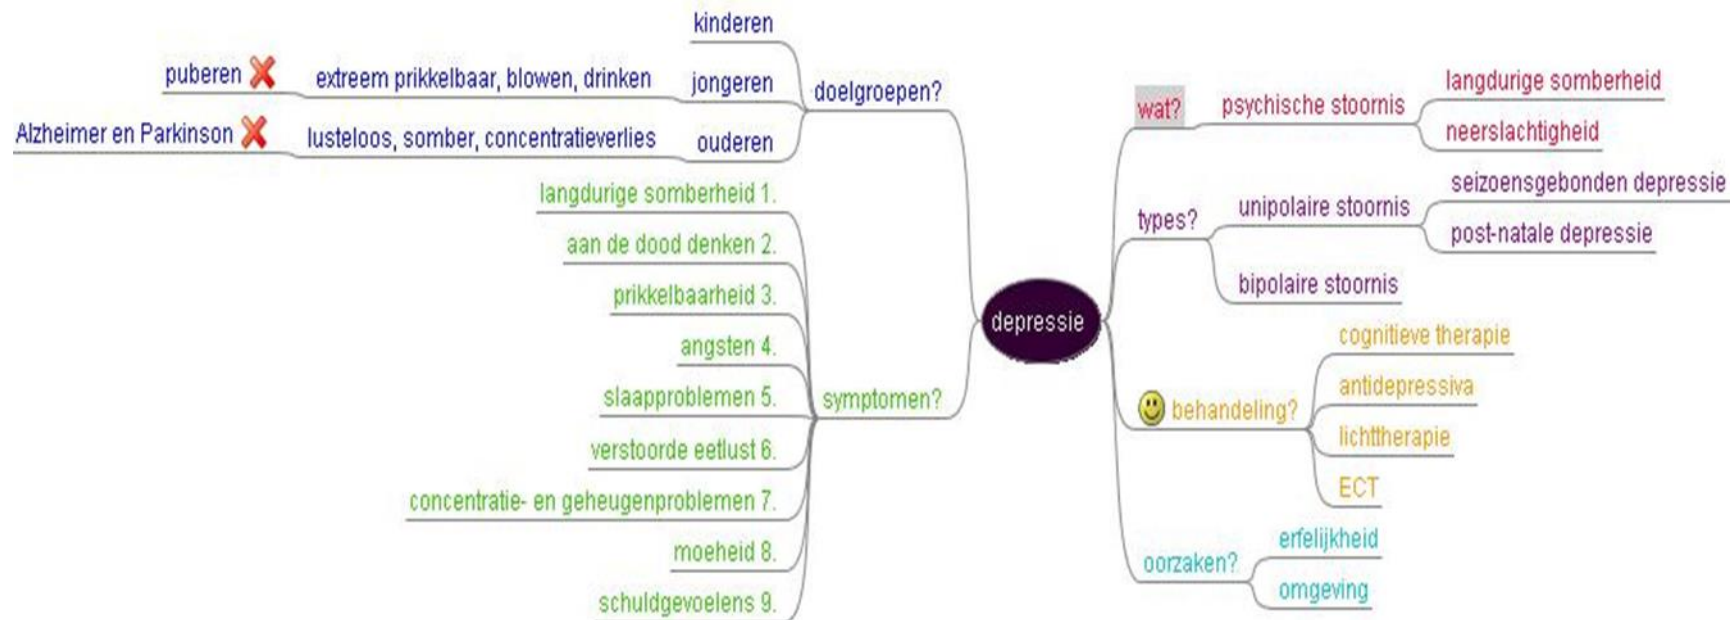 depressie
wat?
psychische stoornis
langdurige somberheid
neerslachtigheid
types?
unipolaire stoornis
seizoensgebonden depressie
post-natale depressie
bipolaire stoornis
behandeling?
cognitieve therapie
antidepressiva
lichttherapie
ECT
oorzaken?
erfelijkheid
omgeving
doelgroepen?
kinderen
jongeren
extreem prikkelbaar, blowen, drinken
puberen
ouderen
lusteloos, somber, concentratieverlies
Alzheimer en Parkinson
symptomen?
langdurige somberheid 1.
aan de dood denken 2.
prikkelbaarheid 3.
angsten 4.
slaapproblemen 5.
verstoorde eetlust 6.
concentratie- en geheugenproblemen 7.
moeheid 8.
schuldgevoelens 9.